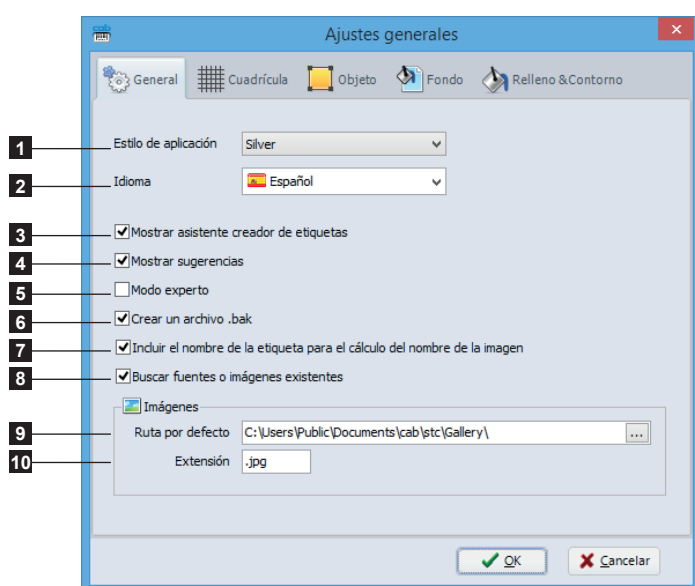 cab
Ajustes generales
General Cuadrícula Objeto Fondo Relleno &Contorno
1 Estilo de aplicación Silver
2 Idioma Español
3 Mostrar asistente creador de etiquetas
4 Mostrar sugerencias
5 Modo experto
6 Crear un archivo .bak
7 Incluir el nombre de la etiqueta para el cálculo del nombre de la imagen
8 Buscar fuentes o imágenes existentes
Imágenes
9 Ruta por defecto C:\Users\Public\Documents\cab\stc\Gallery\ ...
10 Extensión .jpg
OK Cancelar